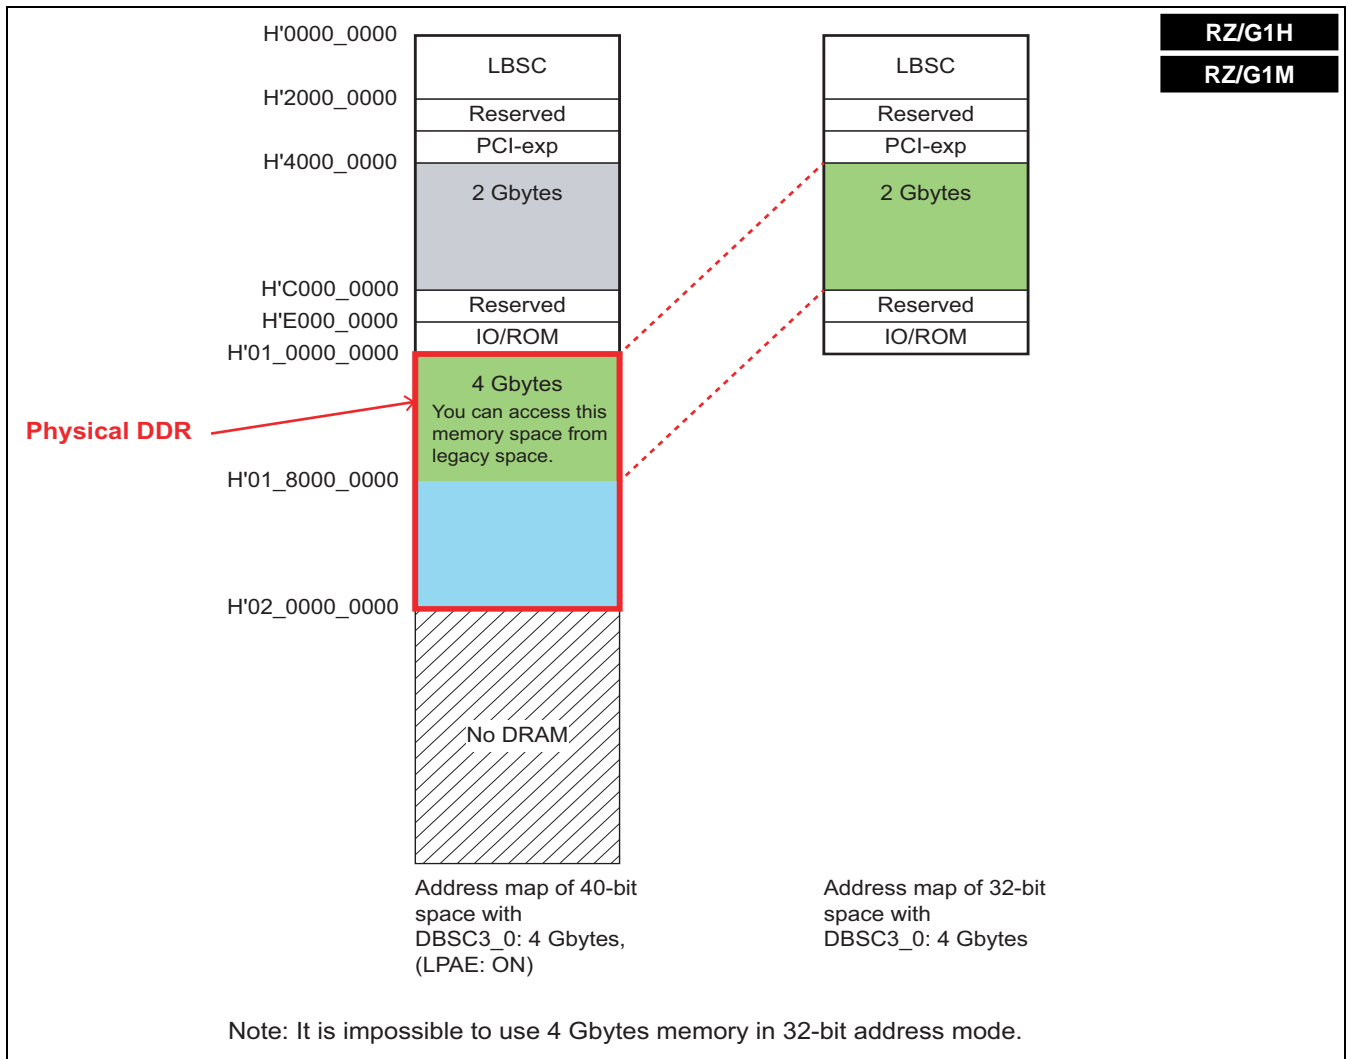 RZ/G1H
RZ/G1M
H'0000_0000
LBSC
H'2000_0000
Reserved
PCI-exp
H'4000_0000
2 Gbytes
H'C000_0000
Reserved
H'E000_0000
IO/ROM
H'01_0000_0000
4 Gbytes
You can access this
memory space from
legacy space.
Physical DDR
H'01_8000_0000
H'02_0000_0000
No DRAM
Address map of 40-bit
space with
DBSC3_0: 4 Gbytes,
(LPAE: ON)
LBSC
Reserved
PCI-exp
2 Gbytes
Reserved
IO/ROM
Address map of 32-bit
space with
DBSC3_0: 4 Gbytes
Note: It is impossible to use 4 Gbytes memory in 32-bit address mode.